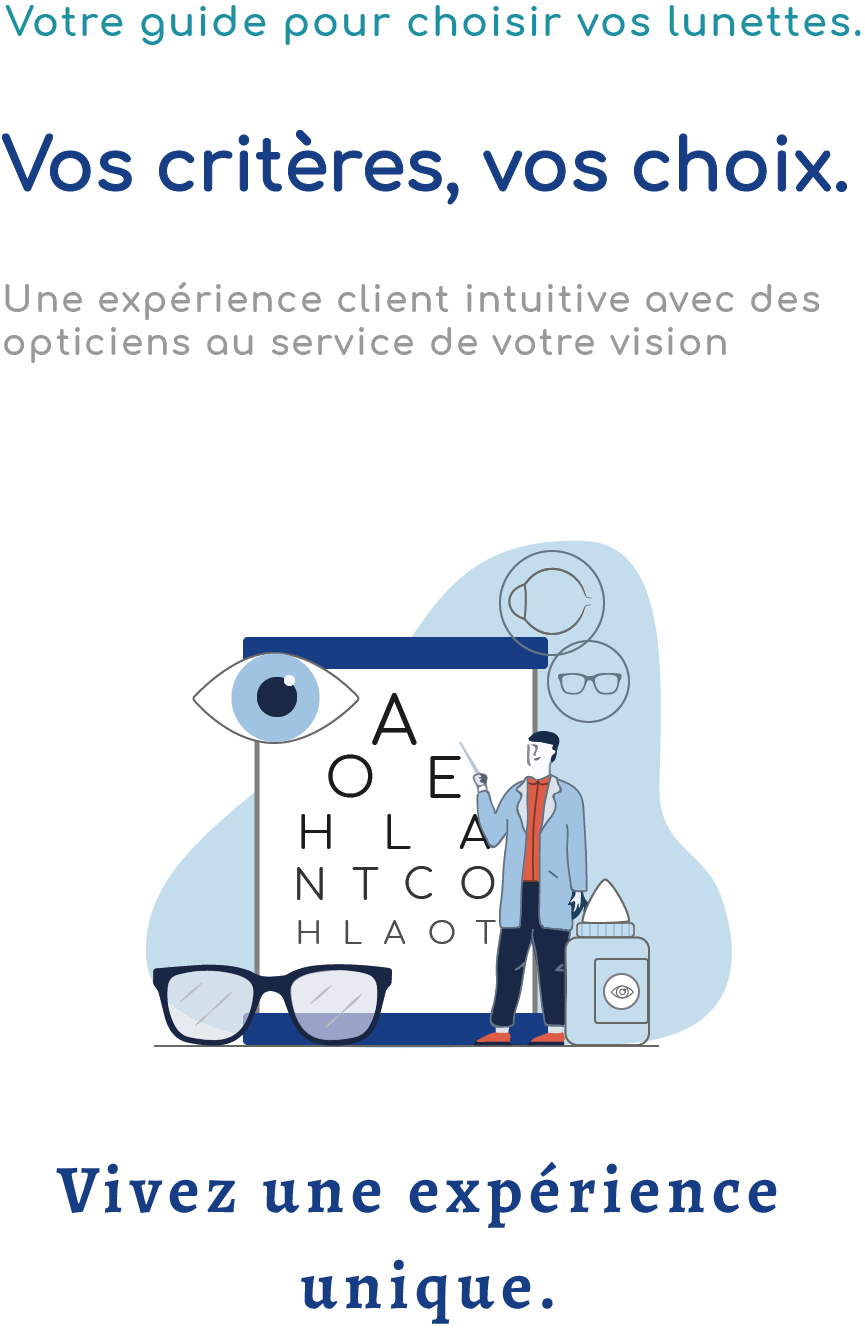 Votre guide pour choisir vos lunettes.
Vos critères, vos choix.
Une expérience client intuitive avec des
opticiens au service de votre vision
A
O E
H L A
N T C O
H L A O T
Vivez une expérience
unique.